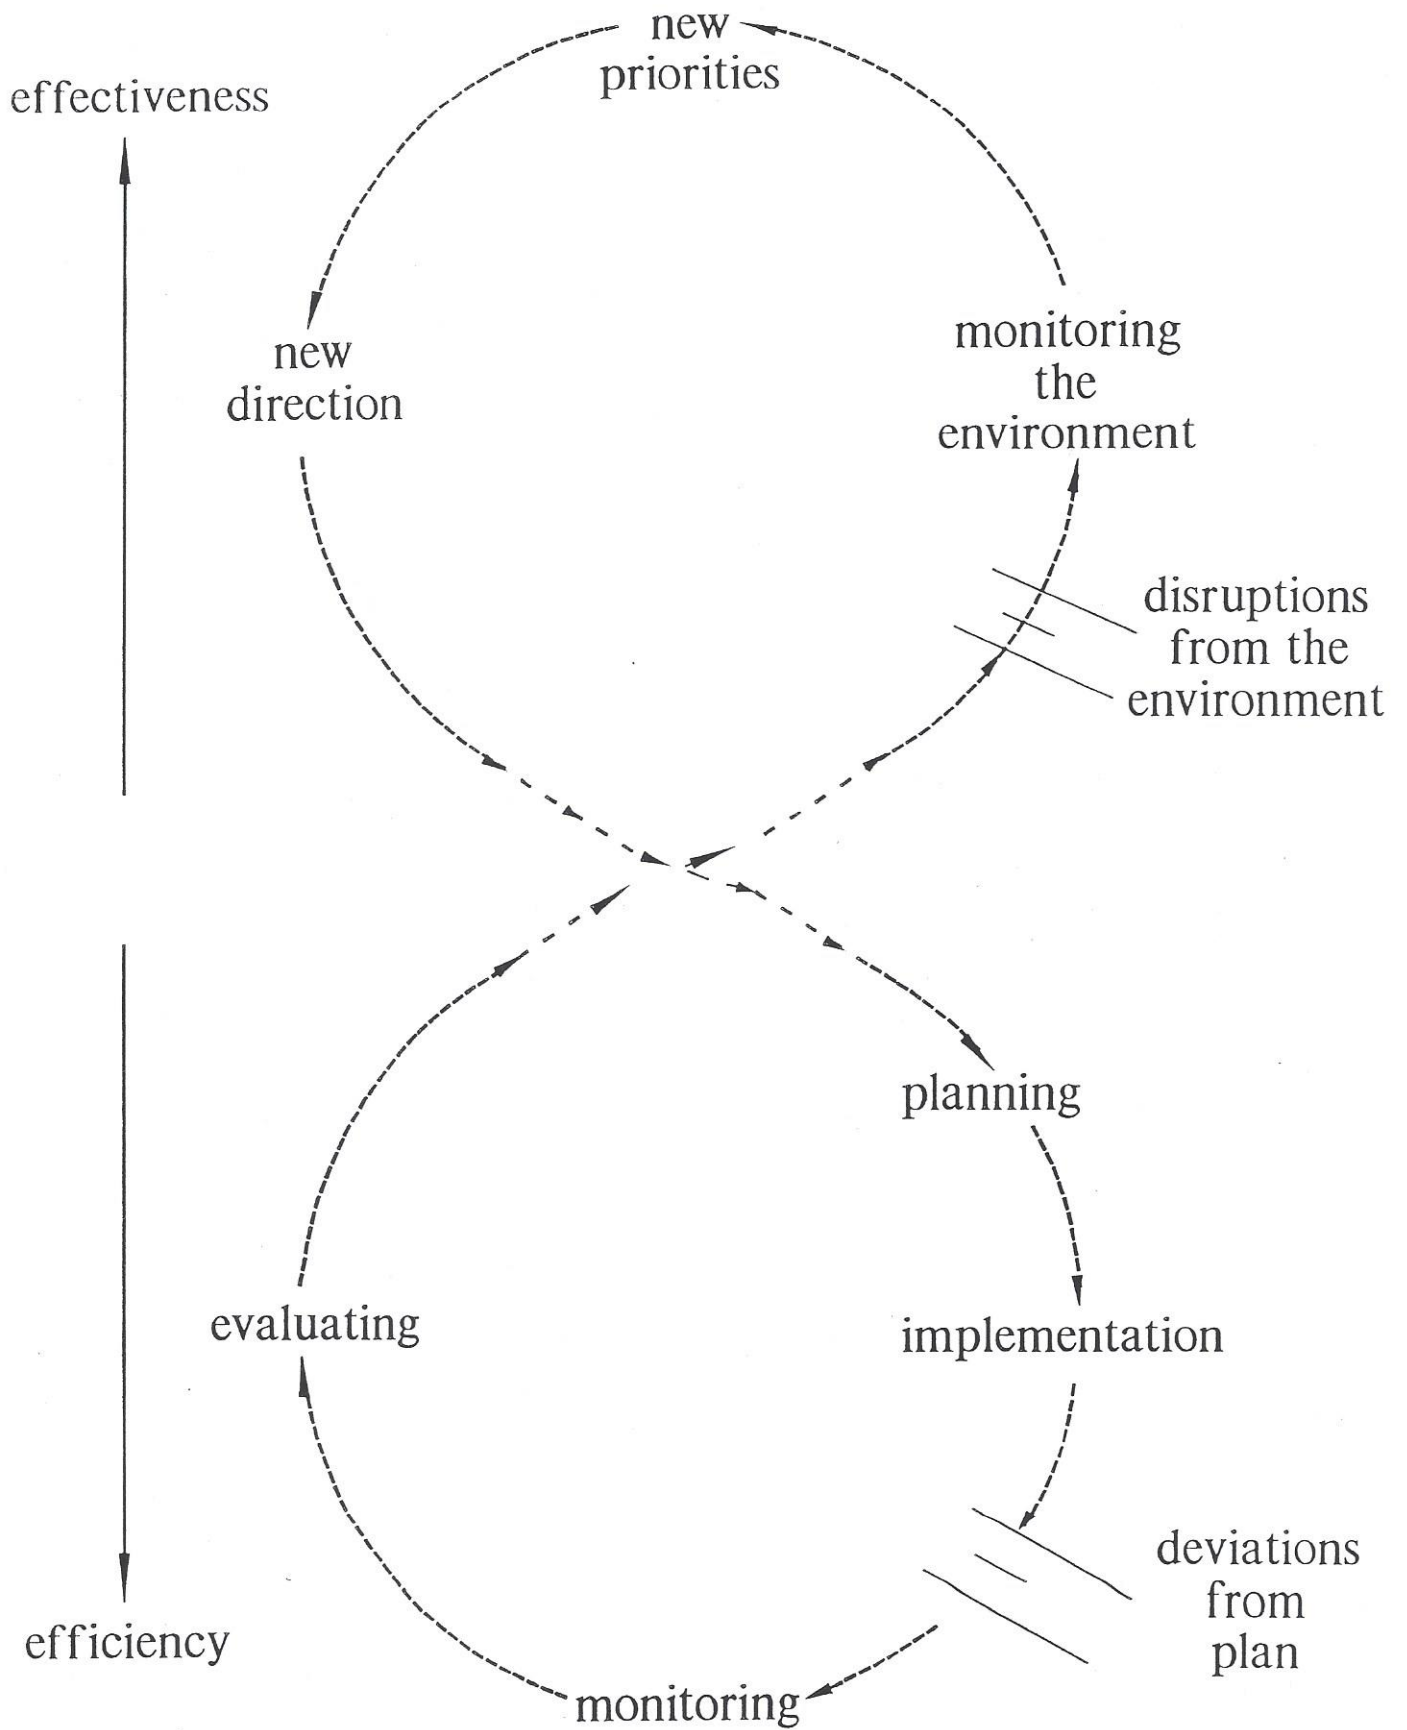 new
priorities
effectiveness
new
direction
monitoring
the
environment
disruptions
from the
environment
planning
evaluating
implementation
deviations
from
plan
efficiency
monitoring